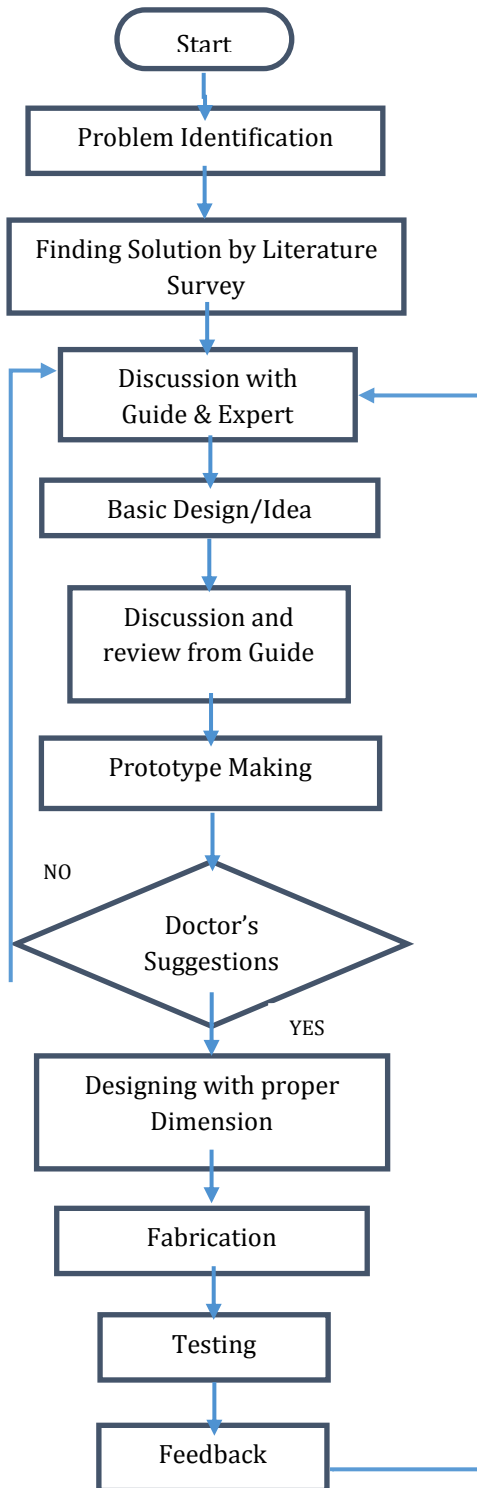 Start
Problem Identification
Finding Solution by Literature
Survey
Discussion with
Guide & Expert
Basic Design/Idea
Discussion and
review from Guide
Prototype Making
NO
Doctor’s
Suggestions
YES
Designing with proper
Dimension
Fabrication
Testing
Feedback